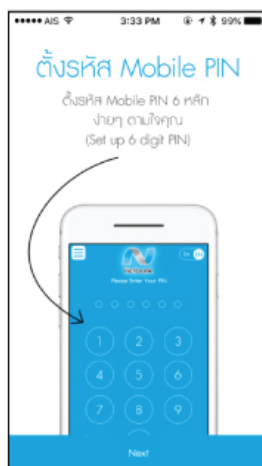 AIS 3:33 PM 99%
ตั้งรหัส Mobile PIN
ตั้งรหัส Mobile PIN 6 หลัก
ง่ายๆ ตามใจคุณ
(Set up 6 digit PIN)
Please Enter Your PIN
1 2 3
4 5 6
7 8 9
Next